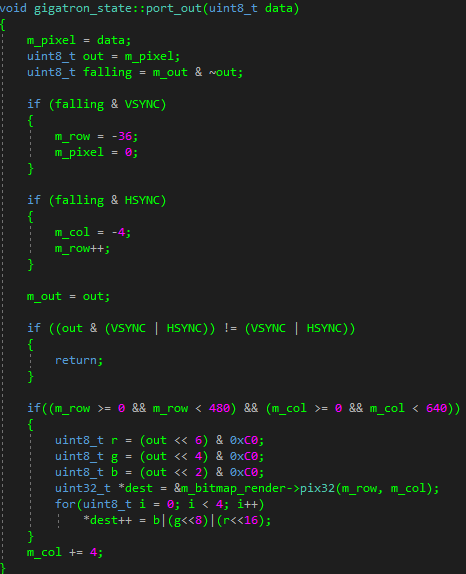 void gigatron_state::port_out(uint8_t data)
{
    m_pixel = data;
    uint8_t out = m_pixel;
    uint8_t falling = m_out & ~out;

    if (falling & VSYNC)
    {
        m_row = -36;
        m_pixel = 0;
    }

    if (falling & HSYNC)
    {
        m_col = -4;
        m_row++;
    }

    m_out = out;

    if ((out & (VSYNC | HSYNC)) != (VSYNC | HSYNC))
    {
        return;
    }

    if((m_row >= 0 && m_row < 480) && (m_col >= 0 && m_col < 640))
    {
        uint8_t r = (out << 6) & 0xC0;
        uint8_t g = (out << 4) & 0xC0;
        uint8_t b = (out << 2) & 0xC0;
        uint32_t *dest = &m_bitmap_render->pix32(m_row, m_col);
        for(uint8_t i = 0; i < 4; i++)
            *dest++ = b|(g<<8)|(r<<16);
    }
    m_col += 4;
}